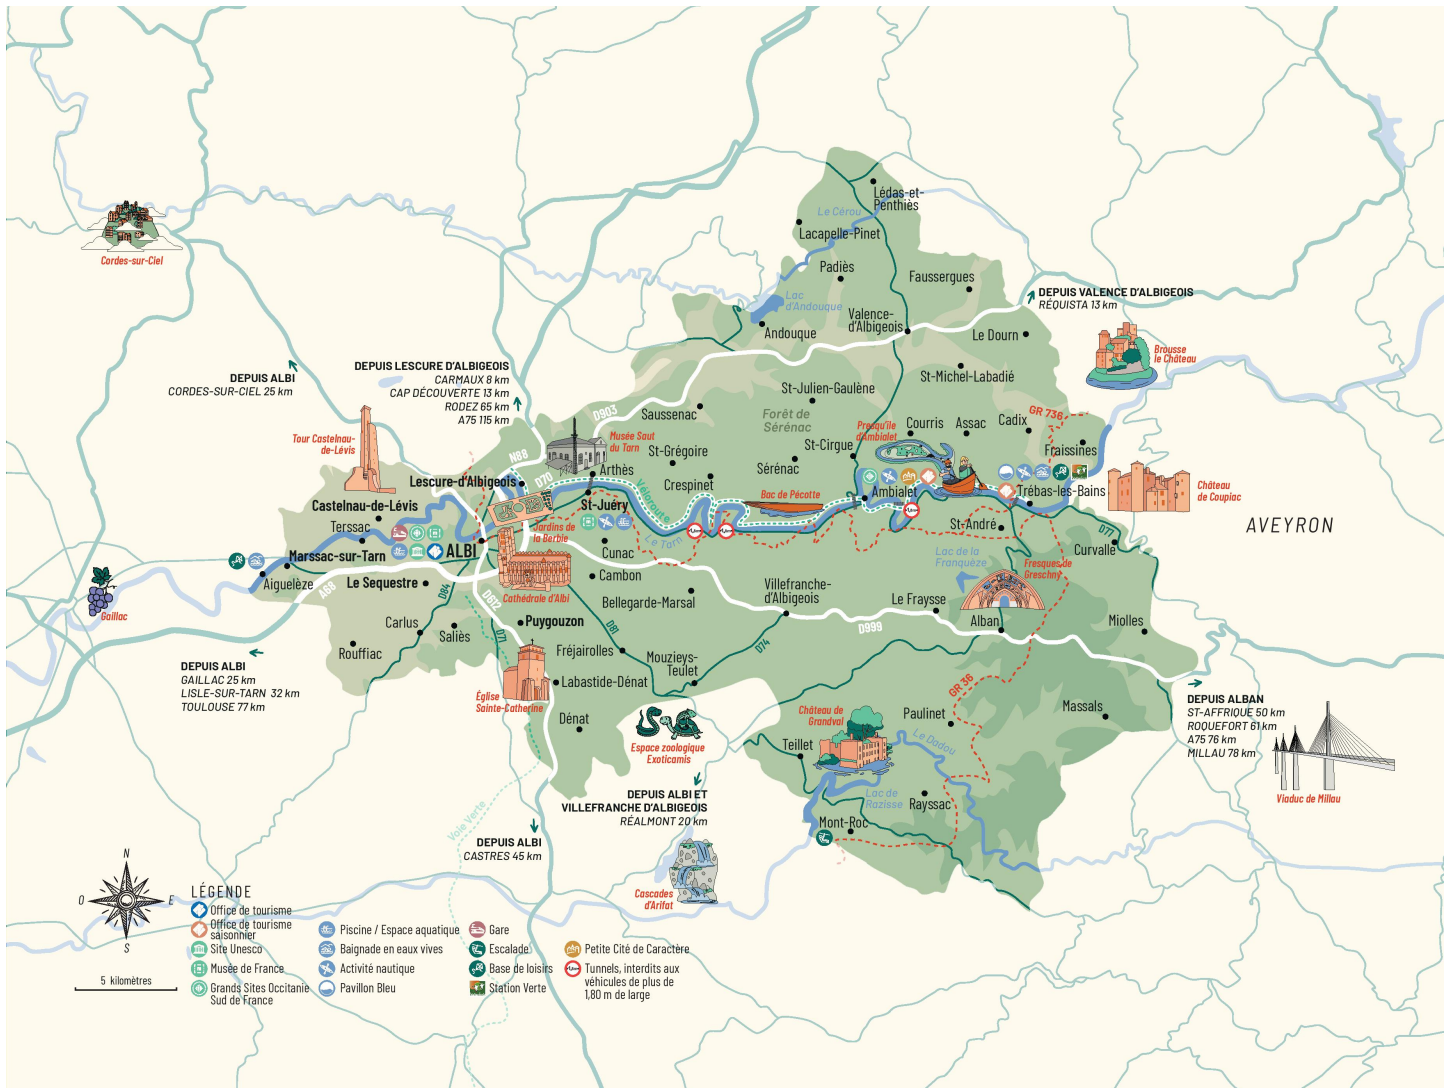 Lédas-et-
Penthiès
Le Cérou
Lacapelle-Pinet
Cordes-sur-Ciel
Padiès
Faussergues
DEPUIS VALENCE D'ALBIGEOIS
RÉQUISTA 13 km
Lac
d'Andouque
Valence-
d'Albigeois
Andouque
Le Dourn
Brousse
le Château
DEPUIS LESCURE D'ALBIGEOIS
CARMAUX 8 km
CAP DÉCOUVERTE 13 km
RODEZ 65 km
A75 115 km
DEPUIS ALBI
CORDES-SUR-CIEL 25 km
St-Michel-Labadié
St-Julien-Gaulène
D903
Saussenac
Forêt de
Sérénac
GR 736
Presqu'île
d'Ambialet
Courris
Assac
Cadix
Tour Castelnau-
de-Lévis
Musée Saut
du Tarn
St-Grégoire
St-Cirgue
Fraissines
N88
Arthès
Sérénac
Lescure-d'Albigeois
D70
Crespinet
Véloroute
Bac de Pécotte
Ambialet
Trébas-les-Bains
Château
de Coupiac
Castelnau-de-Lévis
St-Juéry
Terssac
Jardins de
la Berbie
Le Tarn
St-André
D77
AVEYRON
ALBI
Cunac
Lac de la
Franquèze
Curvalle
Marssac-sur-Tarn
Fresques de
Greschny
Aiguelèze
Le Sequestre
A68
D84
D612
Cathédrale d'Albi
Cambon
Bellegarde-Marsal
Villefranche-
d'Albigeois
Le Fraysse
Gaillac
Carlus
Saliès
D71
Puygouzon
D81
D999
Alban
Miolles
Rouffiac
Fréjairolles
D74
DEPUIS ALBI
GAILLAC 25 km
LISLE-SUR-TARN 32 km
TOULOUSE 77 km
Mouzieys-
Teulet
Labastide-Dénat
Église
Sainte-Catherine
GR 36
DEPUIS ALBAN
ST-AFFRIQUE 50 km
ROQUEFORT 61 km
A75 76 km
MILLAU 78 km
Dénat
Château de
Grandval
Paulinet
Massals
Espace zoologique
Exoticamis
Teillet
Le Dadou
Viaduc de Millau
DEPUIS ALBI ET
VILLEFRANCHE D'ALBIGEOIS
RÉALMONT 20 km
Lac de
Razisse
Rayssac
Voie Verte
Mont-Roc
DEPUIS ALBI
CASTRES 45 km
Cascades
d'Arifat
N
O
E
S
5 kilomètres
LÉGENDE
Office de tourisme
Office de tourisme
saisonnier
Site Unesco
Musée de France
Grands Sites Occitanie
Sud de France
Piscine / Espace aquatique
Baignade en eaux vives
Activité nautique
Pavillon Bleu
Gare
Escalade
Base de loisirs
Station Verte
Petite Cité de Caractère
Tunnels, interdits aux
véhicules de plus de
1,80 m de large